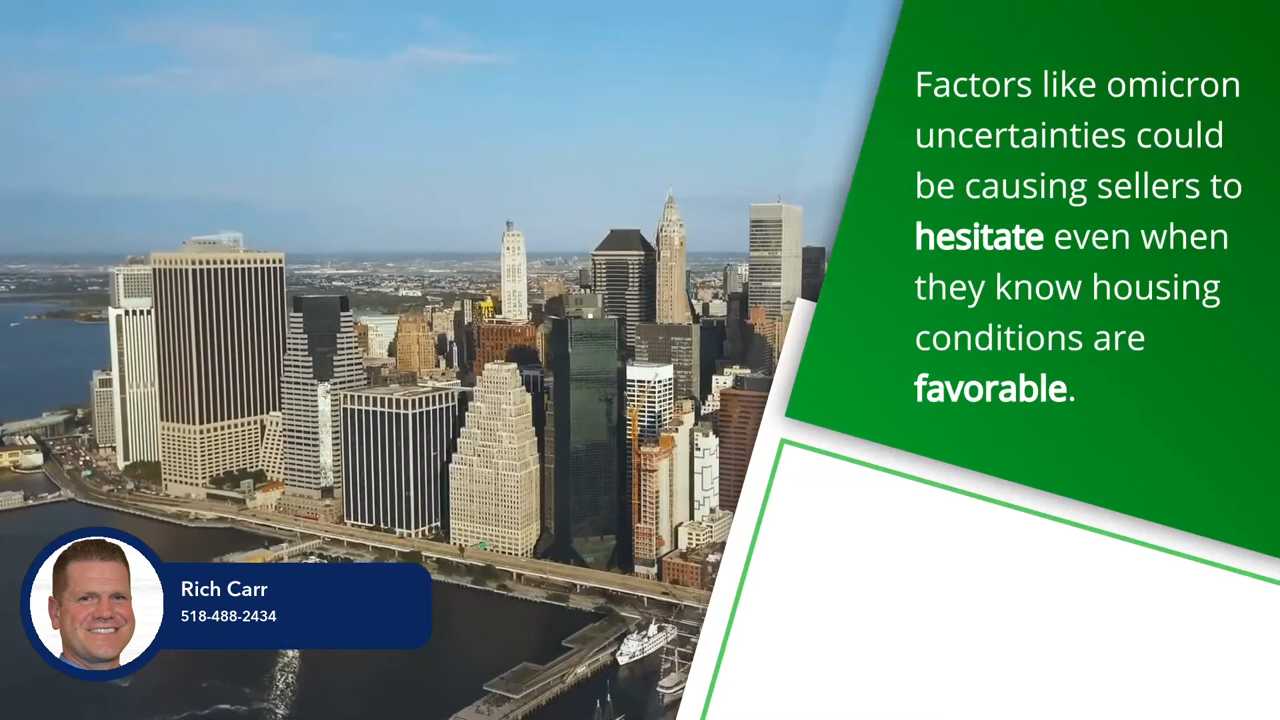 Factors like omicron
uncertainties could
be causing sellers to
hesitate even when
they know housing
conditions are
favorable.
Rich Carr
518-488-2434